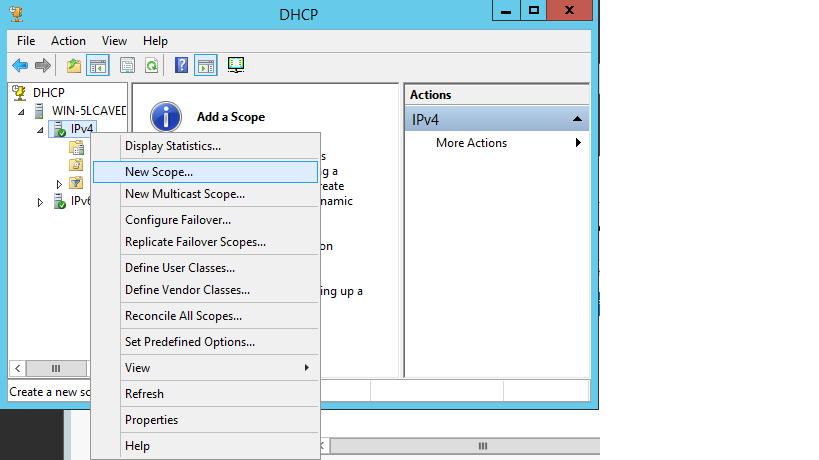 DHCP
File Action View Help
DHCP
WIN-5LCAVED
IPv4
IPv6
Add a Scope
Display Statistics...
New Scope...
New Multicast Scope...
Configure Failover...
Replicate Failover Scopes...
Define User Classes...
Define Vendor Classes...
Reconcile All Scopes...
Set Predefined Options...
View
Refresh
Properties
Help
ing a
namic
ing up a
Actions
IPv4
More Actions
Create a new sc